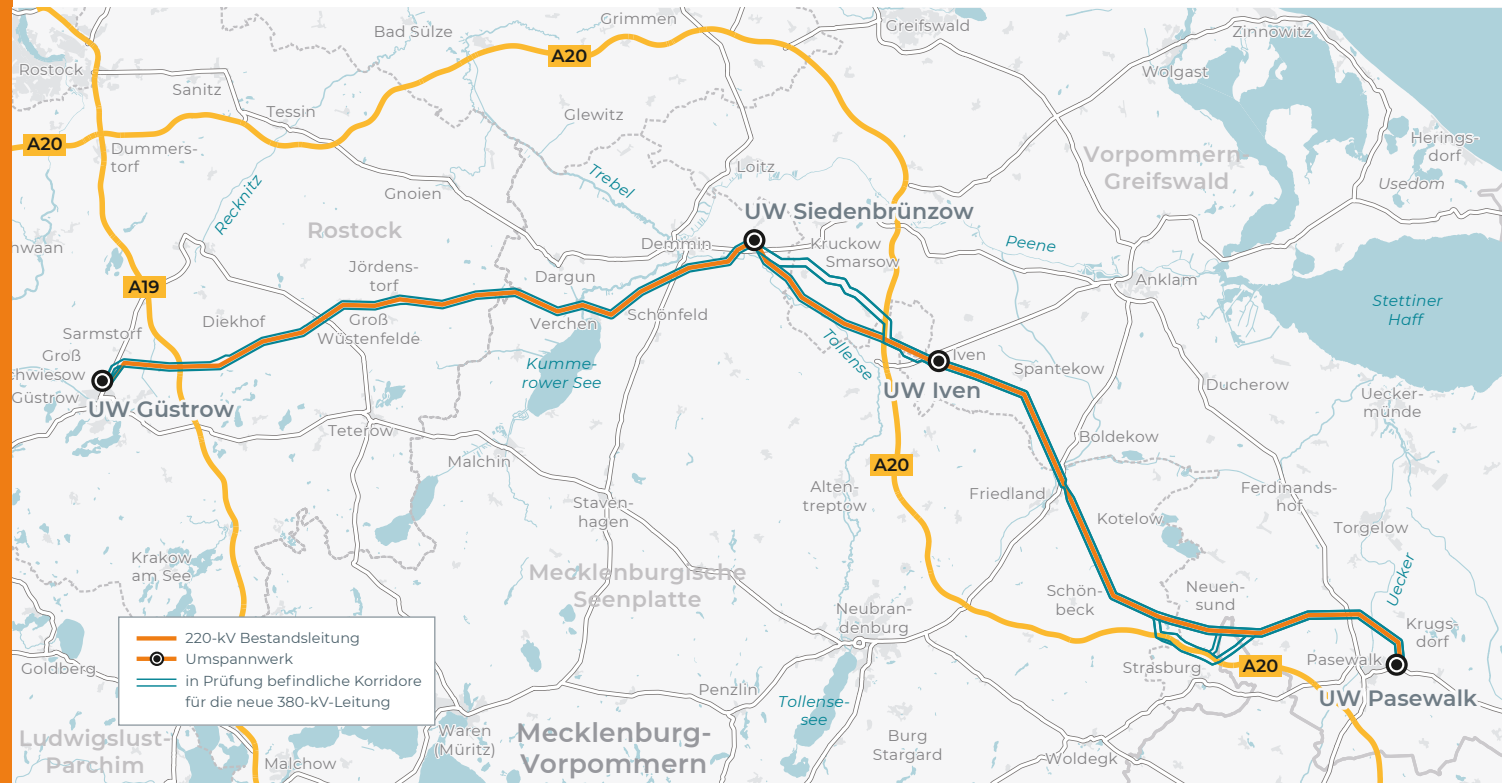 Grimmen
Bad Sülze
Greifswald
Zinnowitz
A20
Rostock
Wolgast
Sanitz
Tessin
Glewitz
A20
Dummers-
torf
Herings-
dorf
Vorpommern
Greifswald
Loitz
Trebel
Usedom
Gnoien
Recknitz
UW Siedenbrünzow
Rostock
nwaan
Demmin
Kruckow
Smarsow
Peene
Jördens-
torf
Dargun
Anklam
A19
Stettiner
Haff
Sarmstorf
Diekhof
Groß
Wüstenfelde
Verchen
Schönfeld
Tollense
Groß
chwiesow
Güstrow
Kumme-
rower See
Iven
Spantekow
UW Iven
Ducherow
UW Güstrow
Uecker-
münde
Teterow
Boldekow
Malchin
A20
Alten-
treptow
Friedland
Ferdinands-
hof
Staven-
hagen
Kotelow
Torgelow
Krakow
am See
Mecklenburgische
Seenplatte
Uecker
Schön-
beck
Neuen-
sund
Neubran-
denburg
Krugs-
dorf
220-kV Bestandsleitung
Umspannwerk
in Prüfung befindliche Korridore
für die neue 380-kV-Leitung
Goldberg
Strasburg
A20
Pasewalk
Penzlin
Tollense-
see
UW Pasewalk
Ludwigslust-
Parchim
Waren
(Müritz)
Mecklenburg-
Vorpommern
Burg
Stargard
Woldegk
Malchow